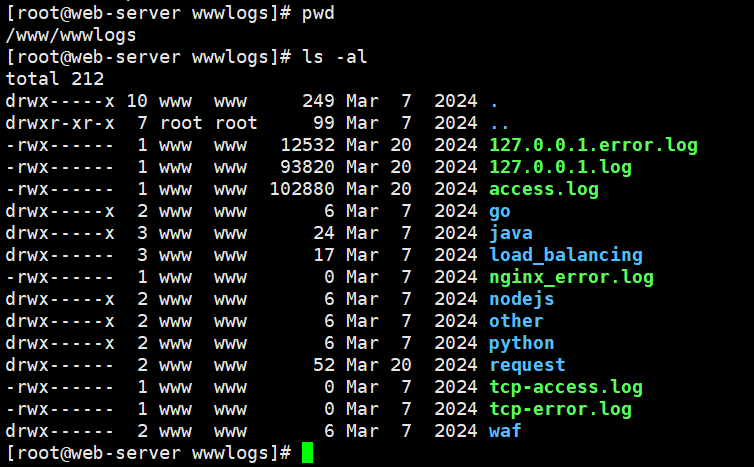 [root@web-server wwwlogs]# pwd
/www/wwwlogs
[root@web-server wwwlogs]# ls -al
total 212
drwx-----x 10 www  www     249 Mar  7  2024 .
drwxr-xr-x  7 root root     99 Mar  7  2024 ..
-rwx------  1 www  www   12532 Mar 20  2024 127.0.0.1.error.log
-rwx------  1 www  www   93820 Mar 20  2024 127.0.0.1.log
-rwx------  1 www  www  102880 Mar 20  2024 access.log
drwx-----x  2 www  www       6 Mar  7  2024 go
drwx-----x  3 www  www      24 Mar  7  2024 java
drwx------  3 www  www      17 Mar  7  2024 load_balancing
-rwx------  1 www  www       0 Mar  7  2024 nginx_error.log
drwx-----x  2 www  www       6 Mar  7  2024 nodejs
drwx-----x  2 www  www       6 Mar  7  2024 other
drwx-----x  2 www  www       6 Mar  7  2024 python
drwx------  2 www  www      52 Mar 20  2024 request
-rwx------  1 www  www       0 Mar  7  2024 tcp-access.log
-rwx------  1 www  www       0 Mar  7  2024 tcp-error.log
drwx------  2 www  www       6 Mar  7  2024 waf
[root@web-server wwwlogs]#